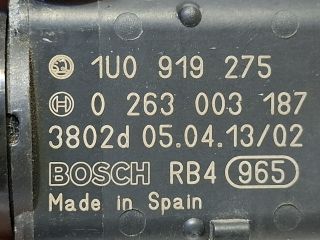 1U0 919 275
0 263 003 187
3802d 05.04.13/02
BOSCH RB4 965
Made in Spain